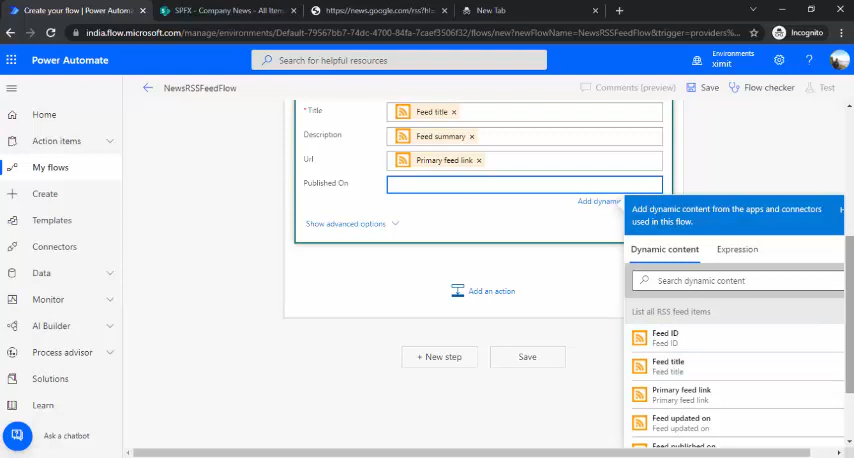 Create your flow | Power Automate
SPFX - Company News - All Items
https://news.google.com/rss?hl=
New Tab
india.flow.microsoft.com/manage/environments/Default-79567bb7-74dc-4700-84fa-7caef3506f32/flows/new?newFlowName=NewsRSSFeedFlow&trigger=providers%...
Incognito
Power Automate
Search for helpful resources
Environments
ximit
NewsRSSFeedFlow
Comments (preview)
Save
Flow checker
Test
Home
Action items
My flows
Create
Templates
Connectors
Data
Monitor
AI Builder
Process advisor
Solutions
Learn
Ask a chatbot
* Title
Feed title
Description
Feed summary
Url
Primary feed link
Published On
Add dynamic
Show advanced options
Add an action
+ New step
Save
Add dynamic content from the apps and connectors
used in this flow.
H
Dynamic content
Expression
Search dynamic content
List all RSS feed items
Feed ID
Feed ID
Feed title
Feed title
Primary feed link
Primary feed link
Feed updated on
Feed updated on
Feed published on